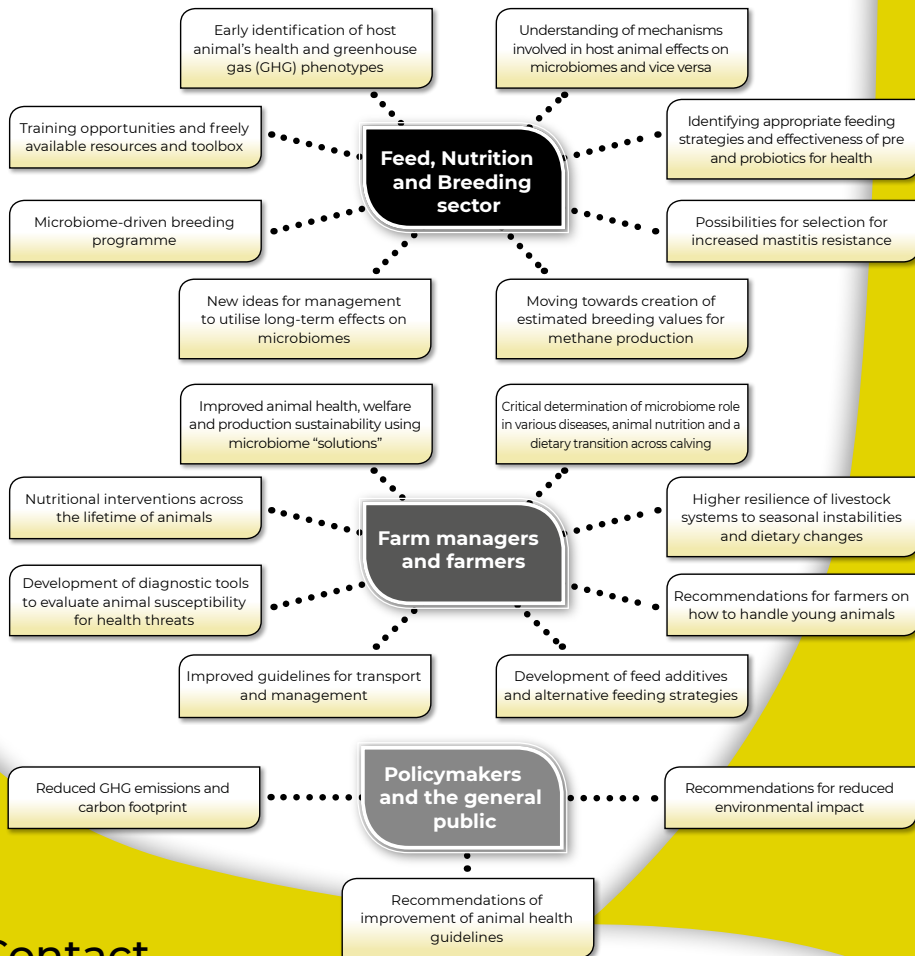 Early identification of host
animal's health and greenhouse
gas (GHG) phenotypes
Understanding of mechanisms
involved in host animal effects on
microbiomes and vice versa
Training opportunities and freely
available resources and toolbox
Feed, Nutrition
and Breeding
sector
Identifying appropriate feeding
strategies and effectiveness of pre
and probiotics for health
Microbiome-driven breeding
programme
Possibilities for selection for
increased mastitis resistance
New ideas for management
to utilise long-term effects on
microbiomes
Moving towards creation of
estimated breeding values for
methane production
Improved animal health, welfare
and production sustainability using
microbiome “solutions”
Critical determination of microbiome role
in various diseases, animal nutrition and a
dietary transition across calving
Nutritional interventions across
the lifetime of animals
Farm managers
and farmers
Higher resilience of livestock
systems to seasonal instabilities
and dietary changes
Development of diagnostic tools
to evaluate animal susceptibility
for health threats
Recommendations for farmers on
how to handle young animals
Improved guidelines for transport
and management
Development of feed additives
and alternative feeding strategies
Reduced GHG emissions and
carbon footprint
Policymakers
and the general
public
Recommendations for reduced
environmental impact
Recommendations of
improvement of animal health
guidelines
Contact